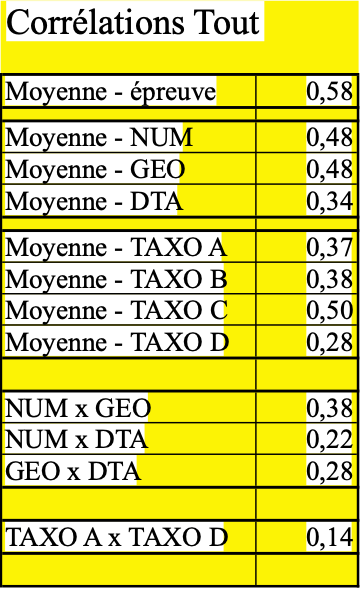 Corrélations Tout
Moyenne - épreuve 0,58
Moyenne - NUM 0,48
Moyenne - GEO 0,48
Moyenne - DTA 0,34
Moyenne - TAXO A 0,37
Moyenne - TAXO B 0,38
Moyenne - TAXO C 0,50
Moyenne - TAXO D 0,28
NUM x GEO 0,38
NUM x DTA 0,22
GEO x DTA 0,28
TAXO A x TAXO D 0,14